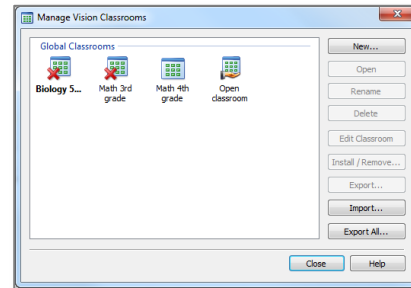 Manage Vision Classrooms
Global Classrooms
Biology 5...
Math 3rd
grade
Math 4th
grade
Open
classroom
New...
Open
Rename
Delete
Edit Classroom
Install / Remove...
Export...
Import...
Export All...
Close
Help